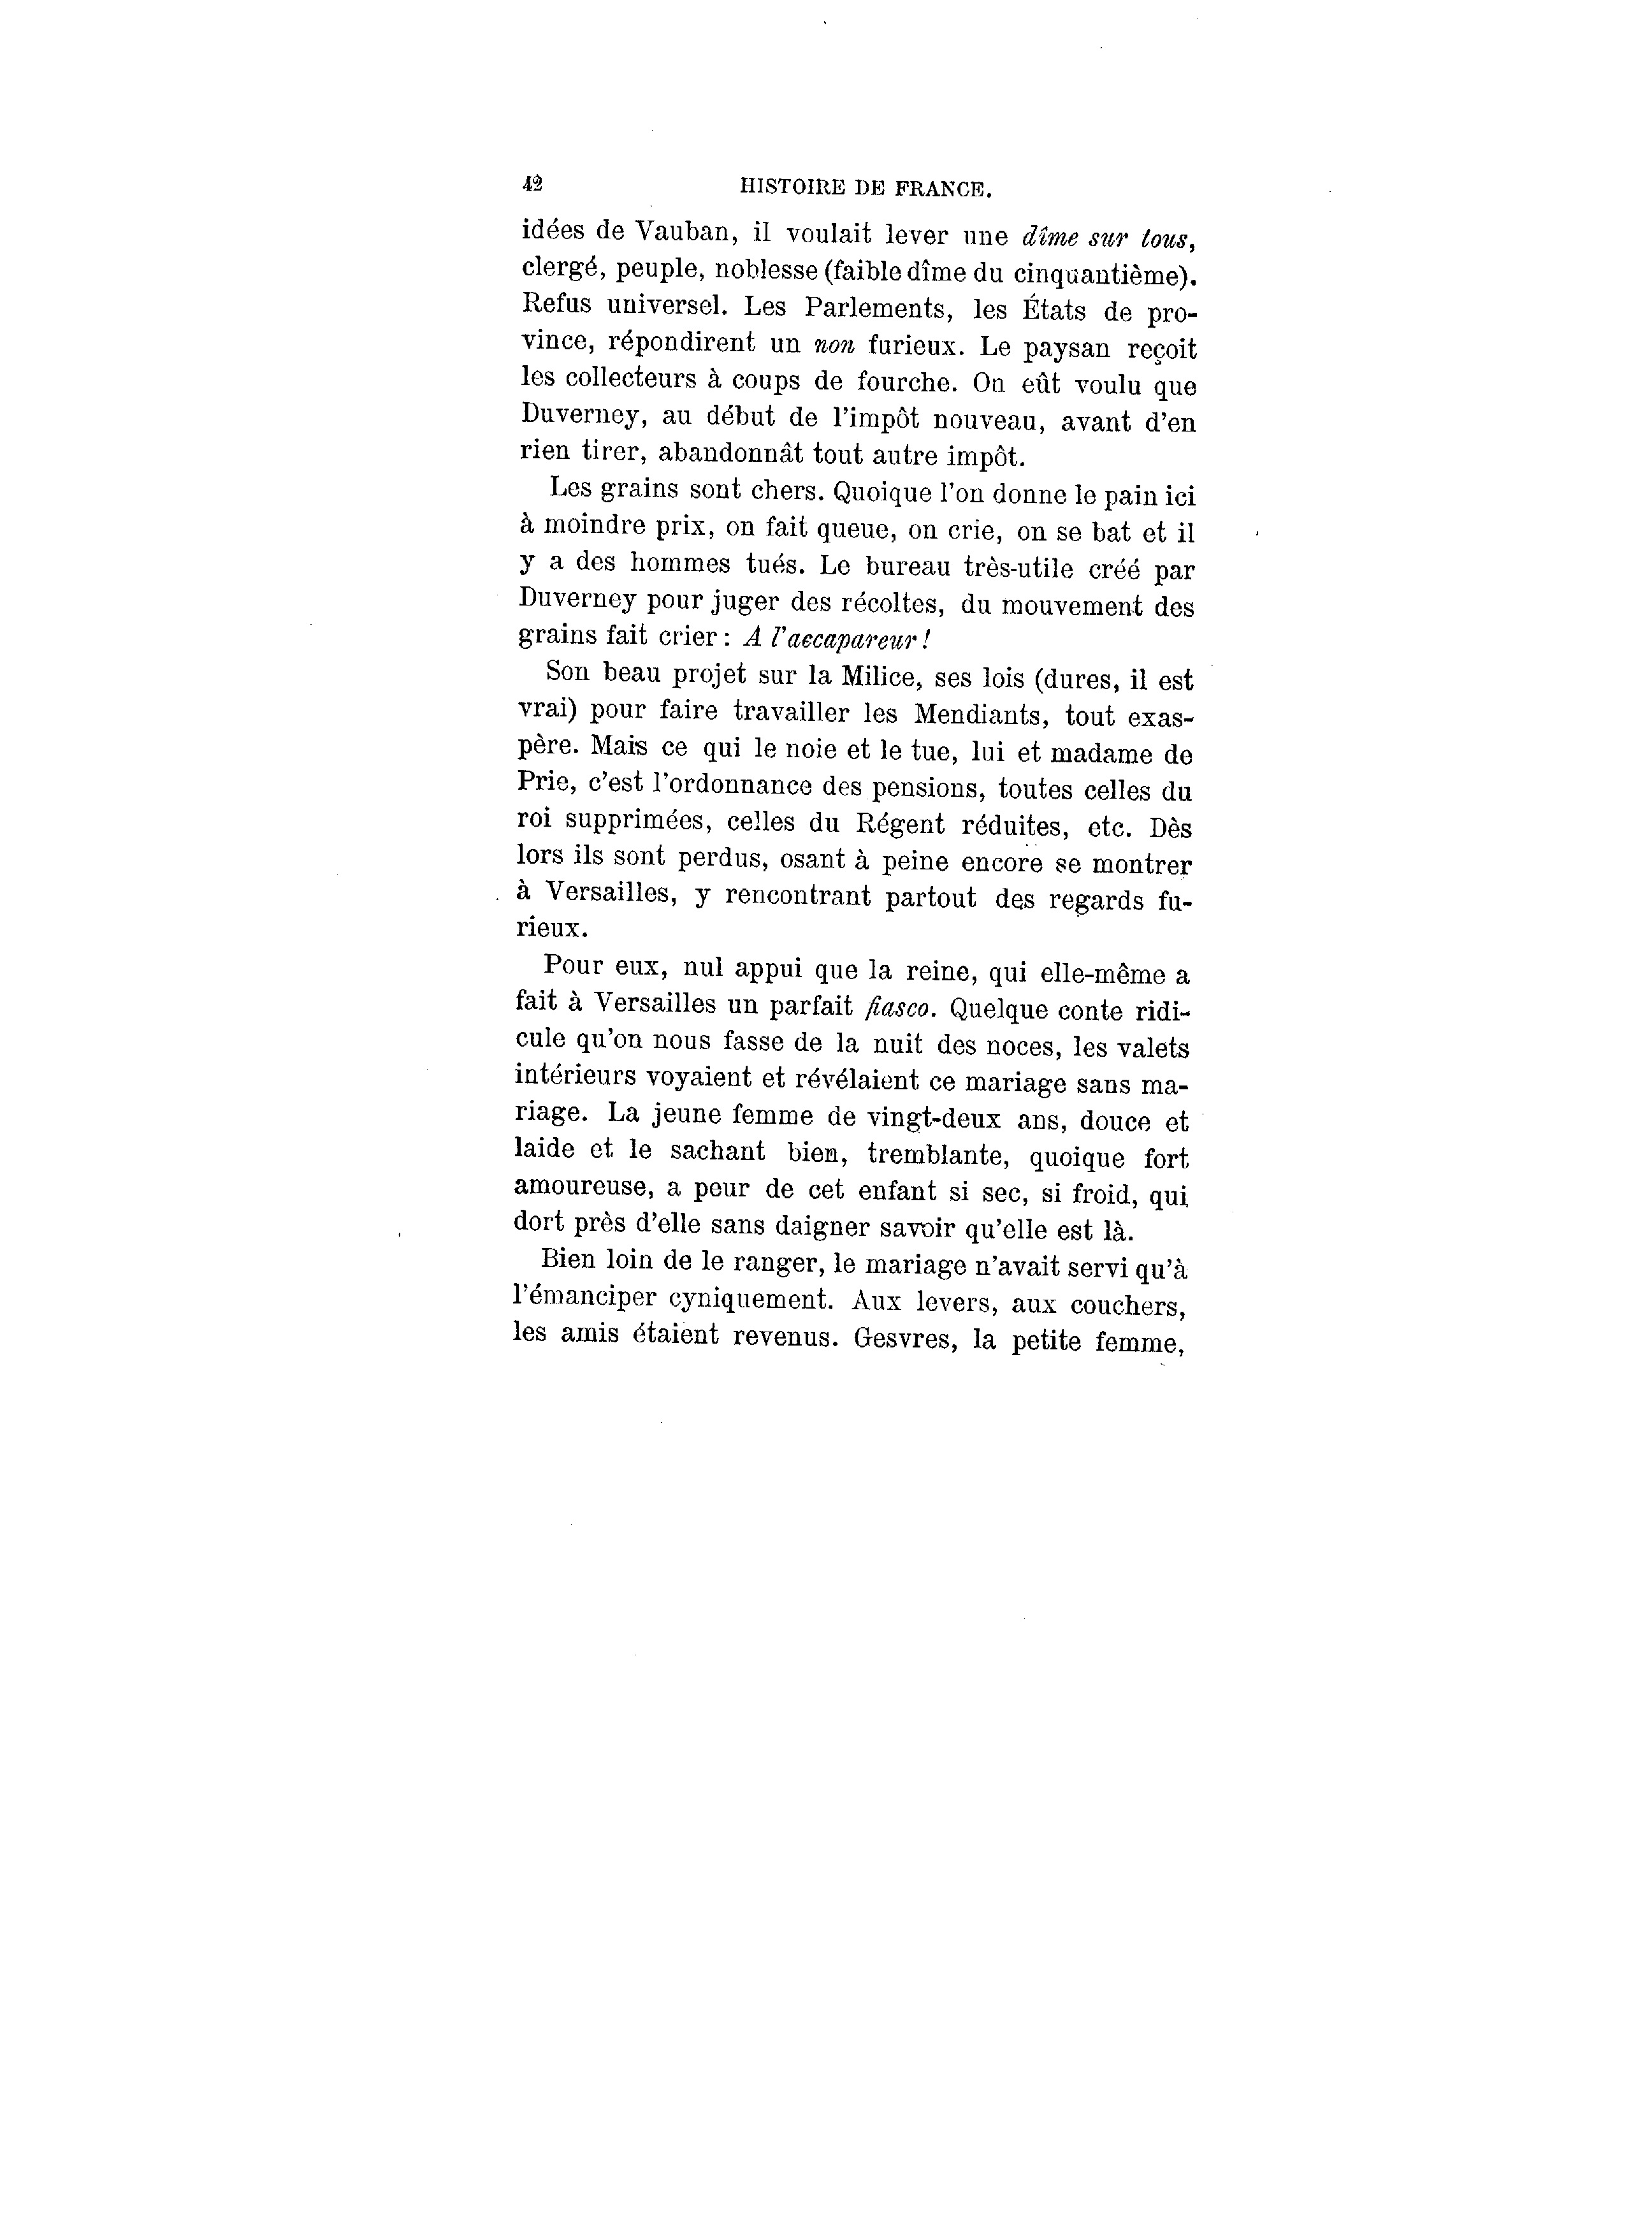 42 HISTOIRE DE FRANCE.
idées de Vauban, il voulait lever une dîme sur tous,
clergé, peuple, noblesse (faible dîme du cinquantième).
Refus universel. Les Parlements, les États de pro-
vince, répondirent un non furieux. Le paysan reçoit
les collecteurs à coups de fourche. On eût voulu que
Duverney, au début de l'impôt nouveau, avant d'en
rien tirer, abandonnât tout autre impôt.
Les grains sont chers. Quoique l'on donne le pain ici
à moindre prix, on fait queue, on crie, on se bat et il
y a des hommes tués. Le bureau très-utile créé par
Duverney pour juger des récoltes, du mouvement des
grains fait crier : A l'accapareur !
Son beau projet sur la Milice, ses lois (dures, il est
vrai) pour faire travailler les Mendiants, tout exas-
père. Mais ce qui le noie et le tue, lui et madame de
Prie, c'est l'ordonnance des pensions, toutes celles du
roi supprimées, celles du Régent réduites, etc. Dès
lors ils sont perdus, osant à peine encore se montrer
à Versailles, y rencontrant partout des regards fu-
rieux.
Pour eux, nul appui que la reine, qui elle-même a
fait à Versailles un parfait fiasco. Quelque conte ridi-
cule qu'on nous fasse de la nuit des noces, les valets
intérieurs voyaient et révélaient ce mariage sans ma-
riage. La jeune femme de vingt-deux ans, douce et
laide et le sachant bien, tremblante, quoique fort
amoureuse, a peur de cet enfant si sec, si froid, qui
dort près d'elle sans daigner savoir qu'elle est là.
Bien loin de le ranger, le mariage n'avait servi qu'à
l'émanciper cyniquement. Aux levers, aux couchers,
les amis étaient revenus. Gesvres, la petite femme,